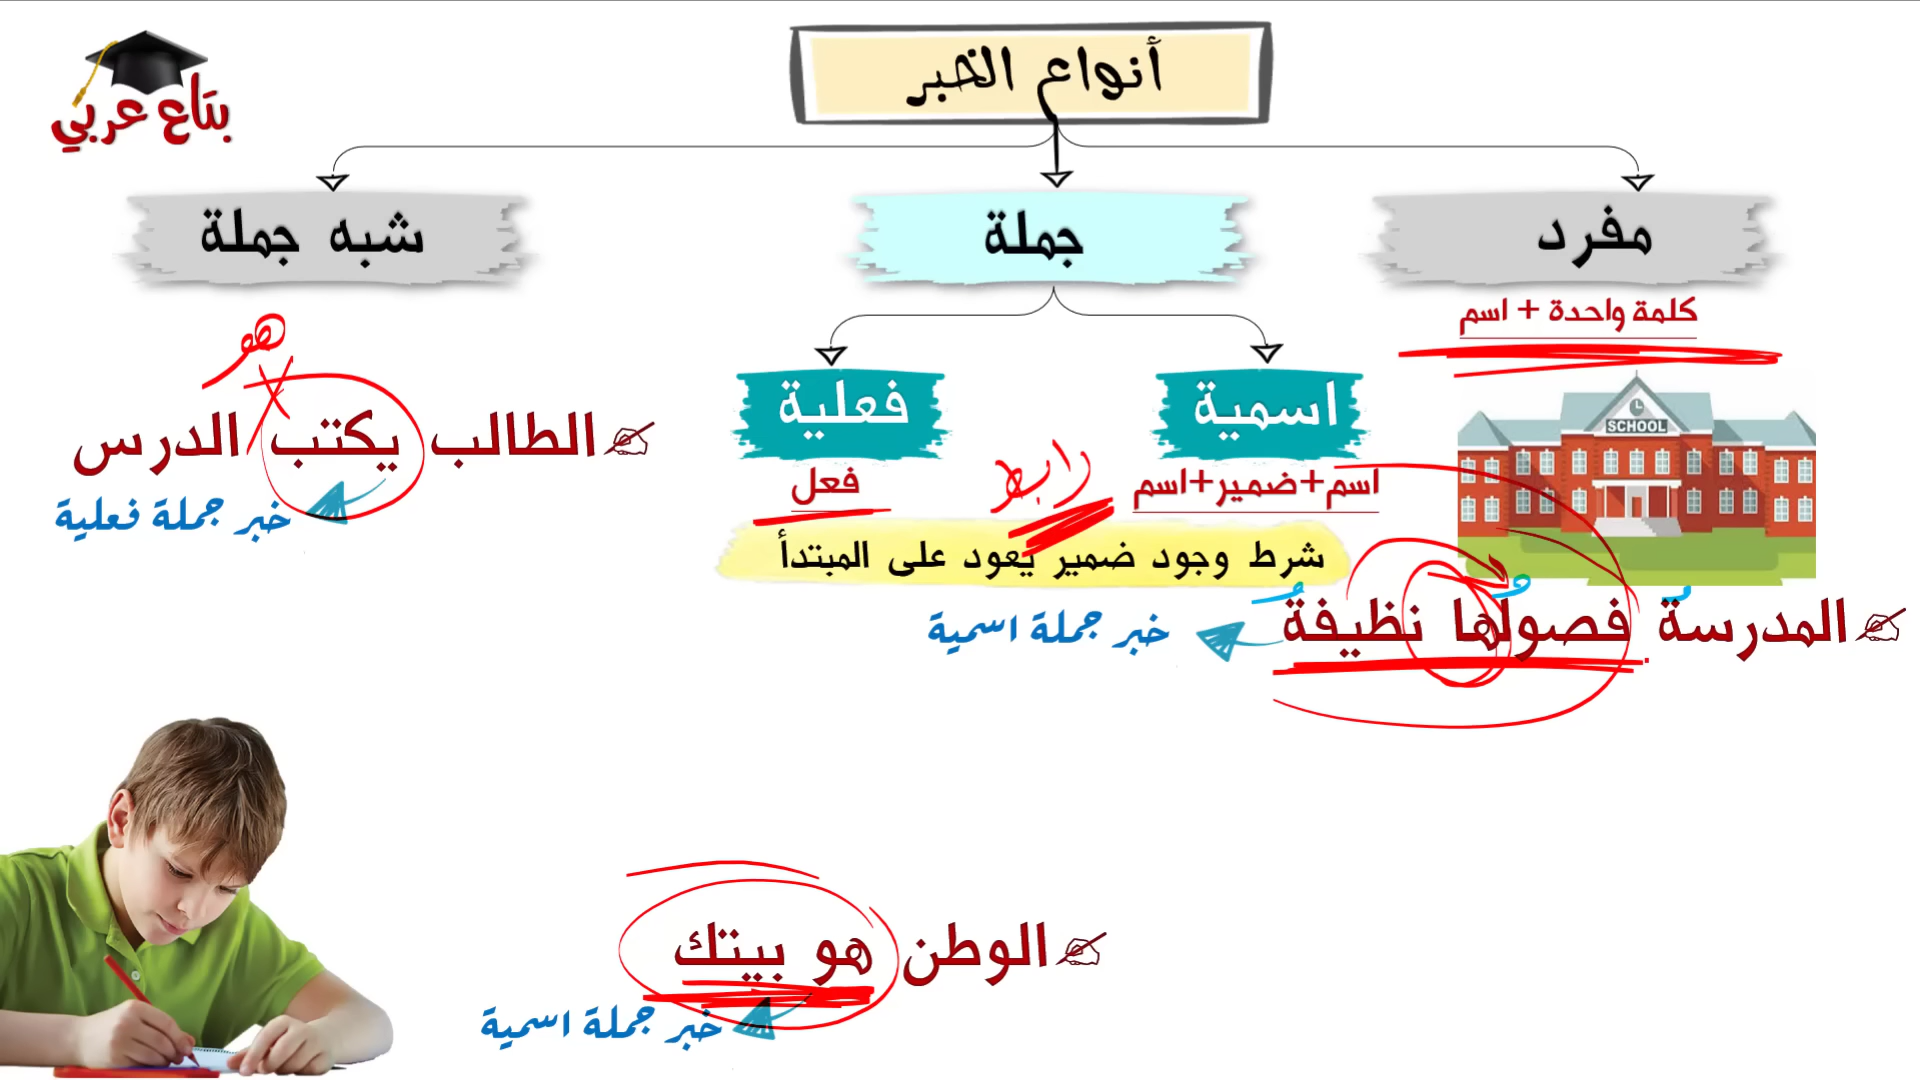 أنواع الخبر
بتاع عربي
مفرد
جملة
شبه جملة
كلمة واحدة + اسم
اسمية
فعلية
SCHOOL
هو
الطالب يكتب الدرس
خبر جملة فعلية
اسم+ضمير+اسم
رابط
فعل
شرط وجود ضمير يعود على المبتدأ
المدرسةُ فصولُها نظيفةُ
خبر جملة اسمية
الوطن هو بيتك
خبر جملة اسمية